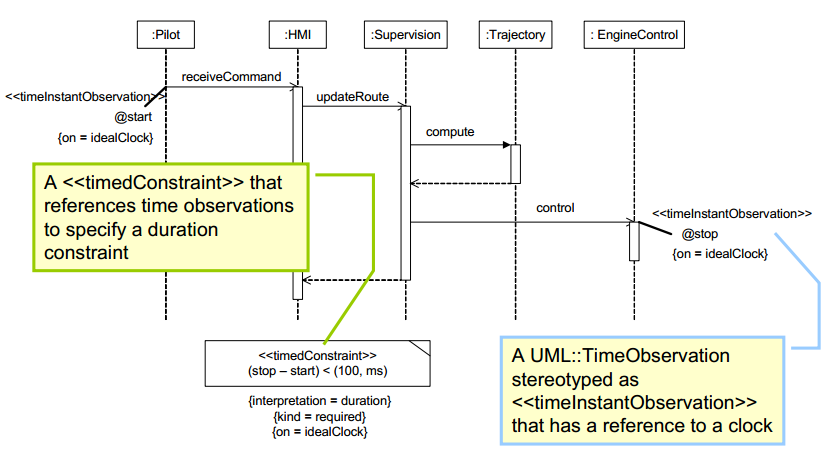 :Pilot
:HMI
:Supervision
:Trajectory
: EngineControl
receiveCommand
<<timeInstantObservation>>
@start
{on = idealClock}
updateRoute
compute
control
<<timeInstantObservation>>
@stop
{on = idealClock}
A <<timedConstraint>> that
references time observations
to specify a duration
constraint
<<timedConstraint>>
(stop – start) < (100, ms)
{interpretation = duration}
{kind = required}
{on = idealClock}
A UML::TimeObservation
stereotyped as
<<timeInstantObservation>>
that has a reference to a clock